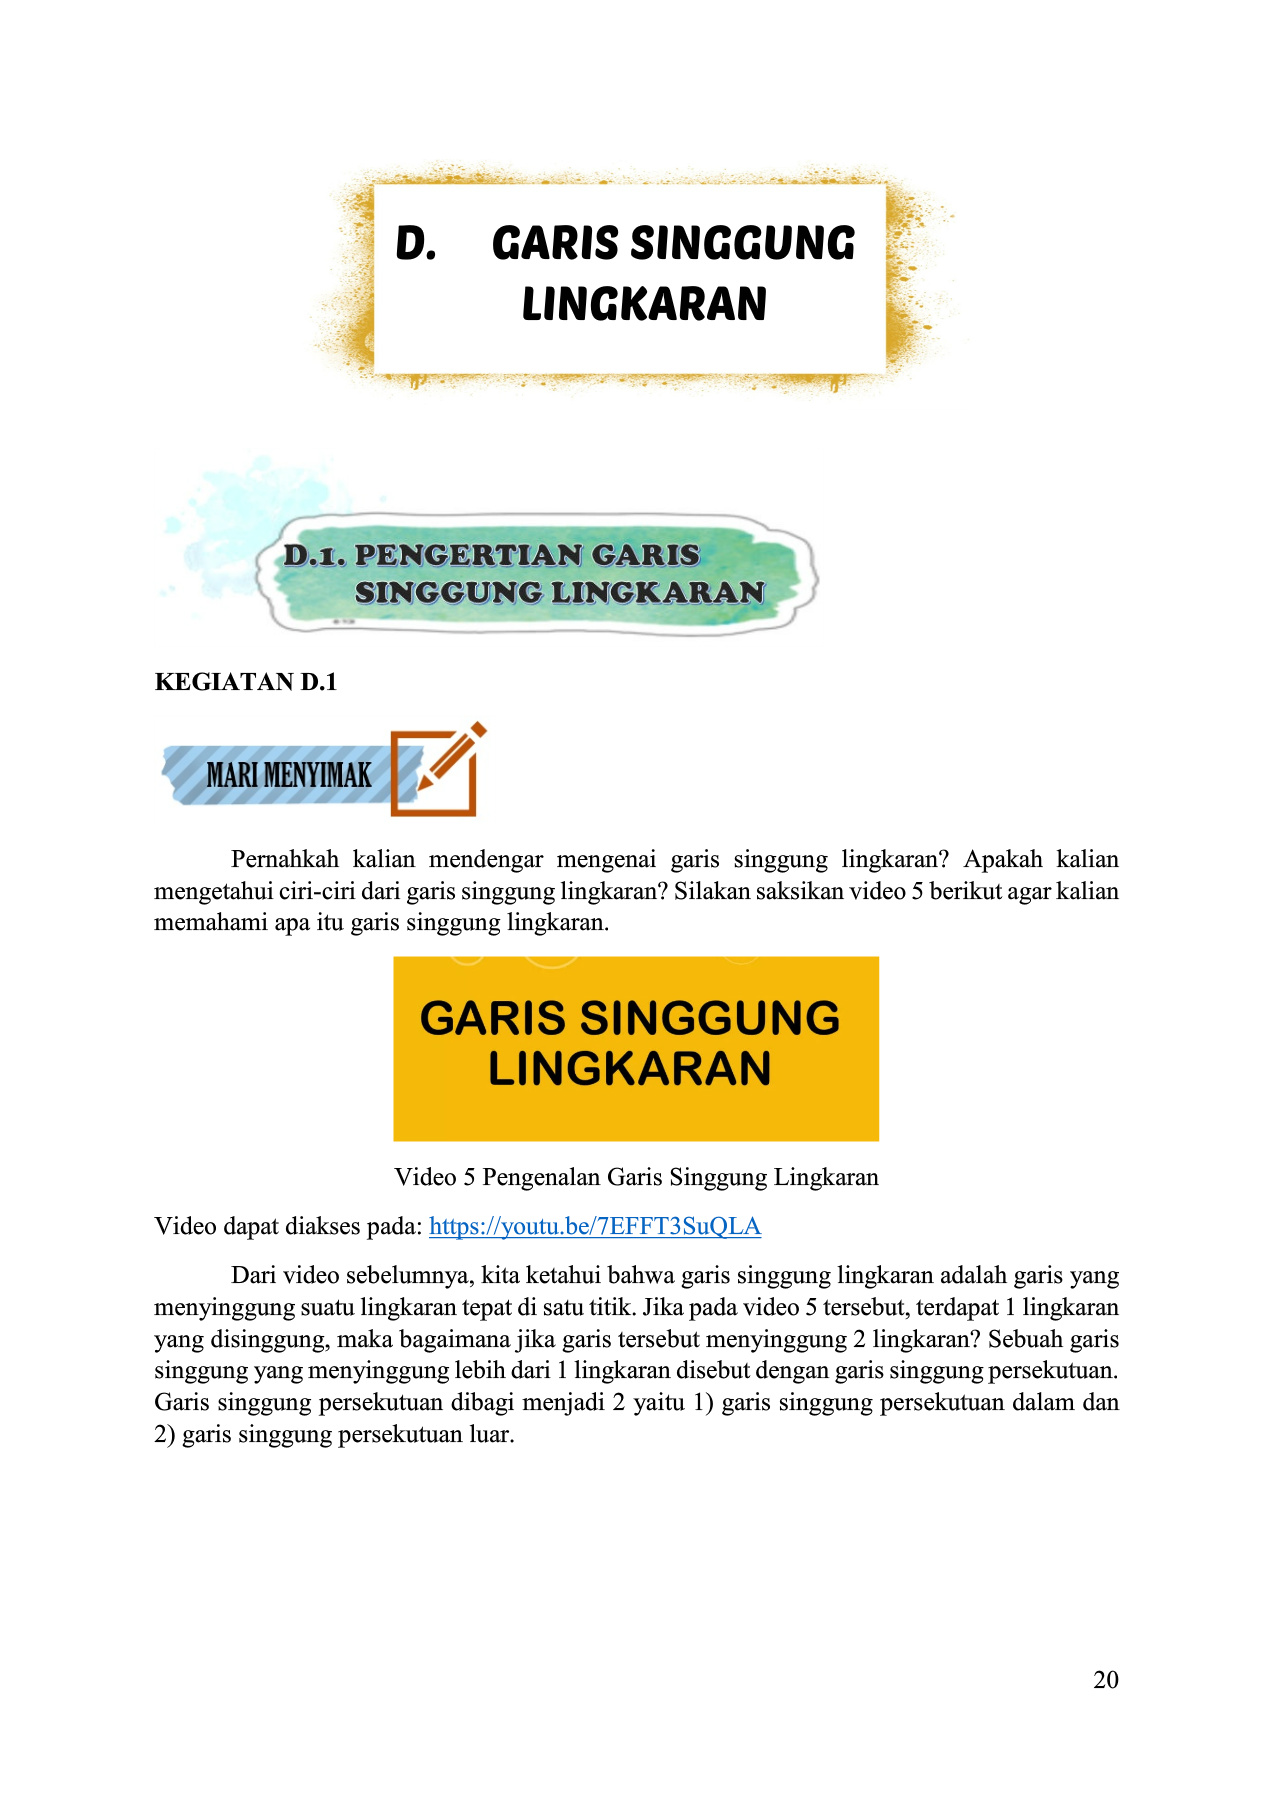 D. GARIS SINGGUNG
LINGKARAN
D.1. PENGERTIAN GARIS
SINGGUNG LINGKARAN
KEGIATAN D.1
MARI MENYIMAK
Pernahkah kalian mendengar mengenai garis singgung lingkaran? Apakah kalian
mengetahui ciri-ciri dari garis singgung lingkaran? Silakan saksikan video 5 berikut agar kalian
memahami apa itu garis singgung lingkaran.
GARIS SINGGUNG
LINGKARAN
Video 5 Pengenalan Garis Singgung Lingkaran
Video dapat diakses pada: https://youtu.be/7EFFT3SuQLA
Dari video sebelumnya, kita ketahui bahwa garis singgung lingkaran adalah garis yang
menyinggung suatu lingkaran tepat di satu titik. Jika pada video 5 tersebut, terdapat 1 lingkaran
yang disinggung, maka bagaimana jika garis tersebut menyinggung 2 lingkaran? Sebuah garis
singgung yang menyinggung lebih dari 1 lingkaran disebut dengan garis singgung persekutuan.
Garis singgung persekutuan dibagi menjadi 2 yaitu 1) garis singgung persekutuan dalam dan
2) garis singgung persekutuan luar.
20